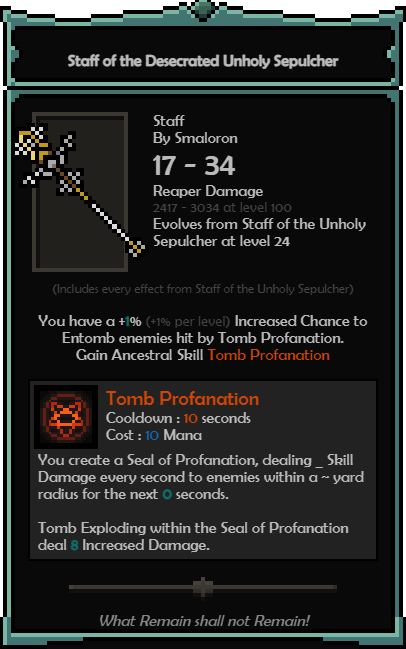 Staff of the Desecrated Unholy Sepulcher
Staff
By Smaloron
17 - 34
Reaper Damage
2417 - 3034 at level 100
Evolves from Staff of the Unholy
Sepulcher at level 24
(Includes every effect from Staff of the Unholy Sepulcher)
You have a +1% (+1% per level) Increased Chance to
Entomb enemies hit by Tomb Profanation.
Gain Ancestral Skill Tomb Profanation
Tomb Profanation
Cooldown : 10 seconds
Cost : 10 Mana
You create a Seal of Profanation, dealing _ Skill
Damage every second to enemies within a ~ yard
radius for the next 0 seconds.
Tomb Exploding within the Seal of Profanation
deal 8 Increased Damage.
What Remain shall not Remain!